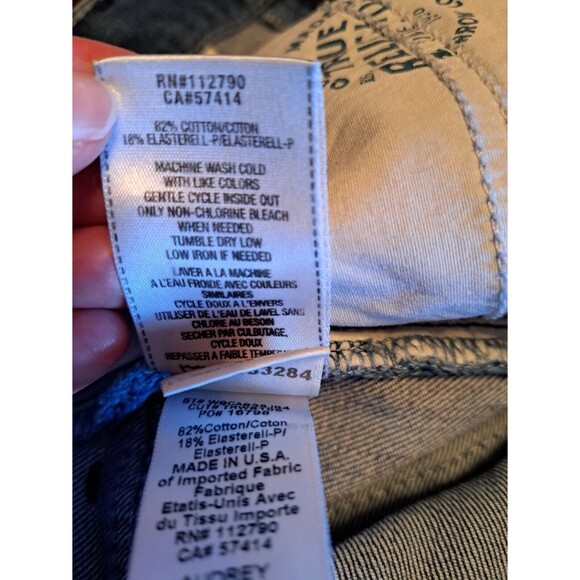 RN#112790
CA#57414
82% COTTON/COTON
18% ELASTERELL-P/ELASTERELL-P
MACHINE WASH COLD
WITH LIKE COLORS
GENTLE CYCLE INSIDE OUT
ONLY NON-CHLORINE BLEACH
WHEN NEEDED
TUMBLE DRY LOW
LOW IRON IF NEEDED
LAVER A LA MACHINE
A L'EAU FROIDE AVEC COULEURS
SIMILAIRES
CYCLE DOUX A L'ENVERS
UTILISER DE L'EAU DE LAVEL SANS
CHLORE AU BESOIN
SECHER PAR CULBUTAGE,
CYCLE DOUX
REPASSER A FAIBLE
PO# 16796
82%Cotton/Coton
18% Elasterell-P/
Elasterell-P
MADE IN U.S.A.
of Imported Fabric
Fabrique
Etatis-Unis Avec
du Tissu Importe
RN# 112790
CA# 57414
AUDREY